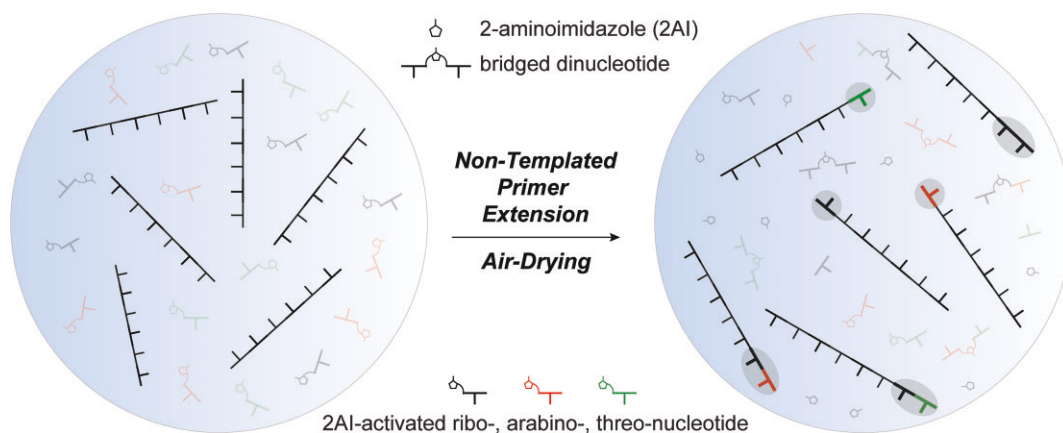 2-aminoimidazole (2AI)
bridged dinucleotide
Non-Templated
Primer
Extension
Air-Drying
2AI-activated ribo-, arabino-, threo-nucleotide